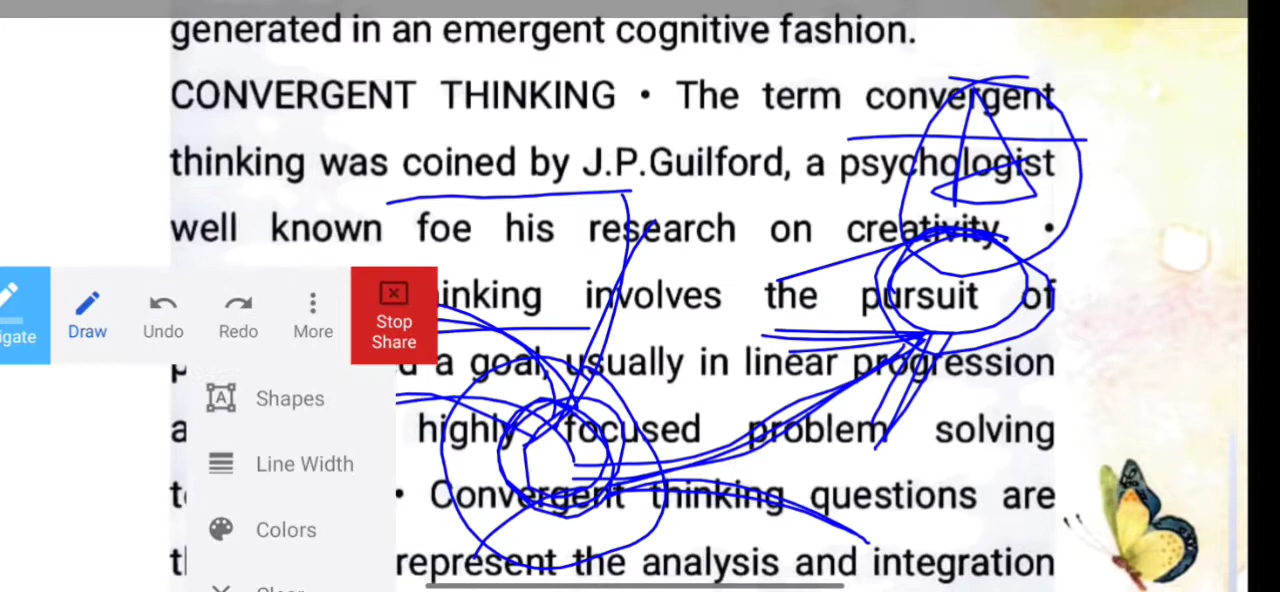 generated in an emergent cognitive fashion.
CONVERGENT THINKING • The term convergent
thinking was coined by J.P.Guilford, a psychologist
well known foe his research on creativity. •
inking involves the pursuit of
a goal, usually in linear progression
highly focused problem solving
• Convergent thinking questions are
represent the analysis and integration
Draw
Undo
Redo
More
Stop
Share
Shapes
Line Width
Colors